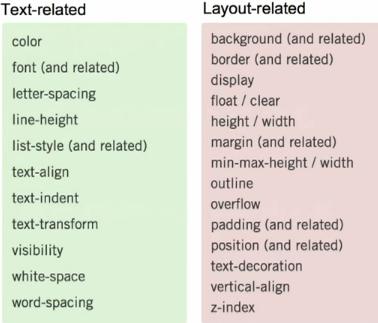 Text-related
color
font (and related)
letter-spacing
line-height
list-style (and related)
text-align
text-indent
text-transform
visibility
white-space
word-spacing
Layout-related
background (and related)
border (and related)
display
float / clear
height / width
margin (and related)
min-max-height / width
outline
overflow
padding (and related)
position (and related)
text-decoration
vertical-align
z-index